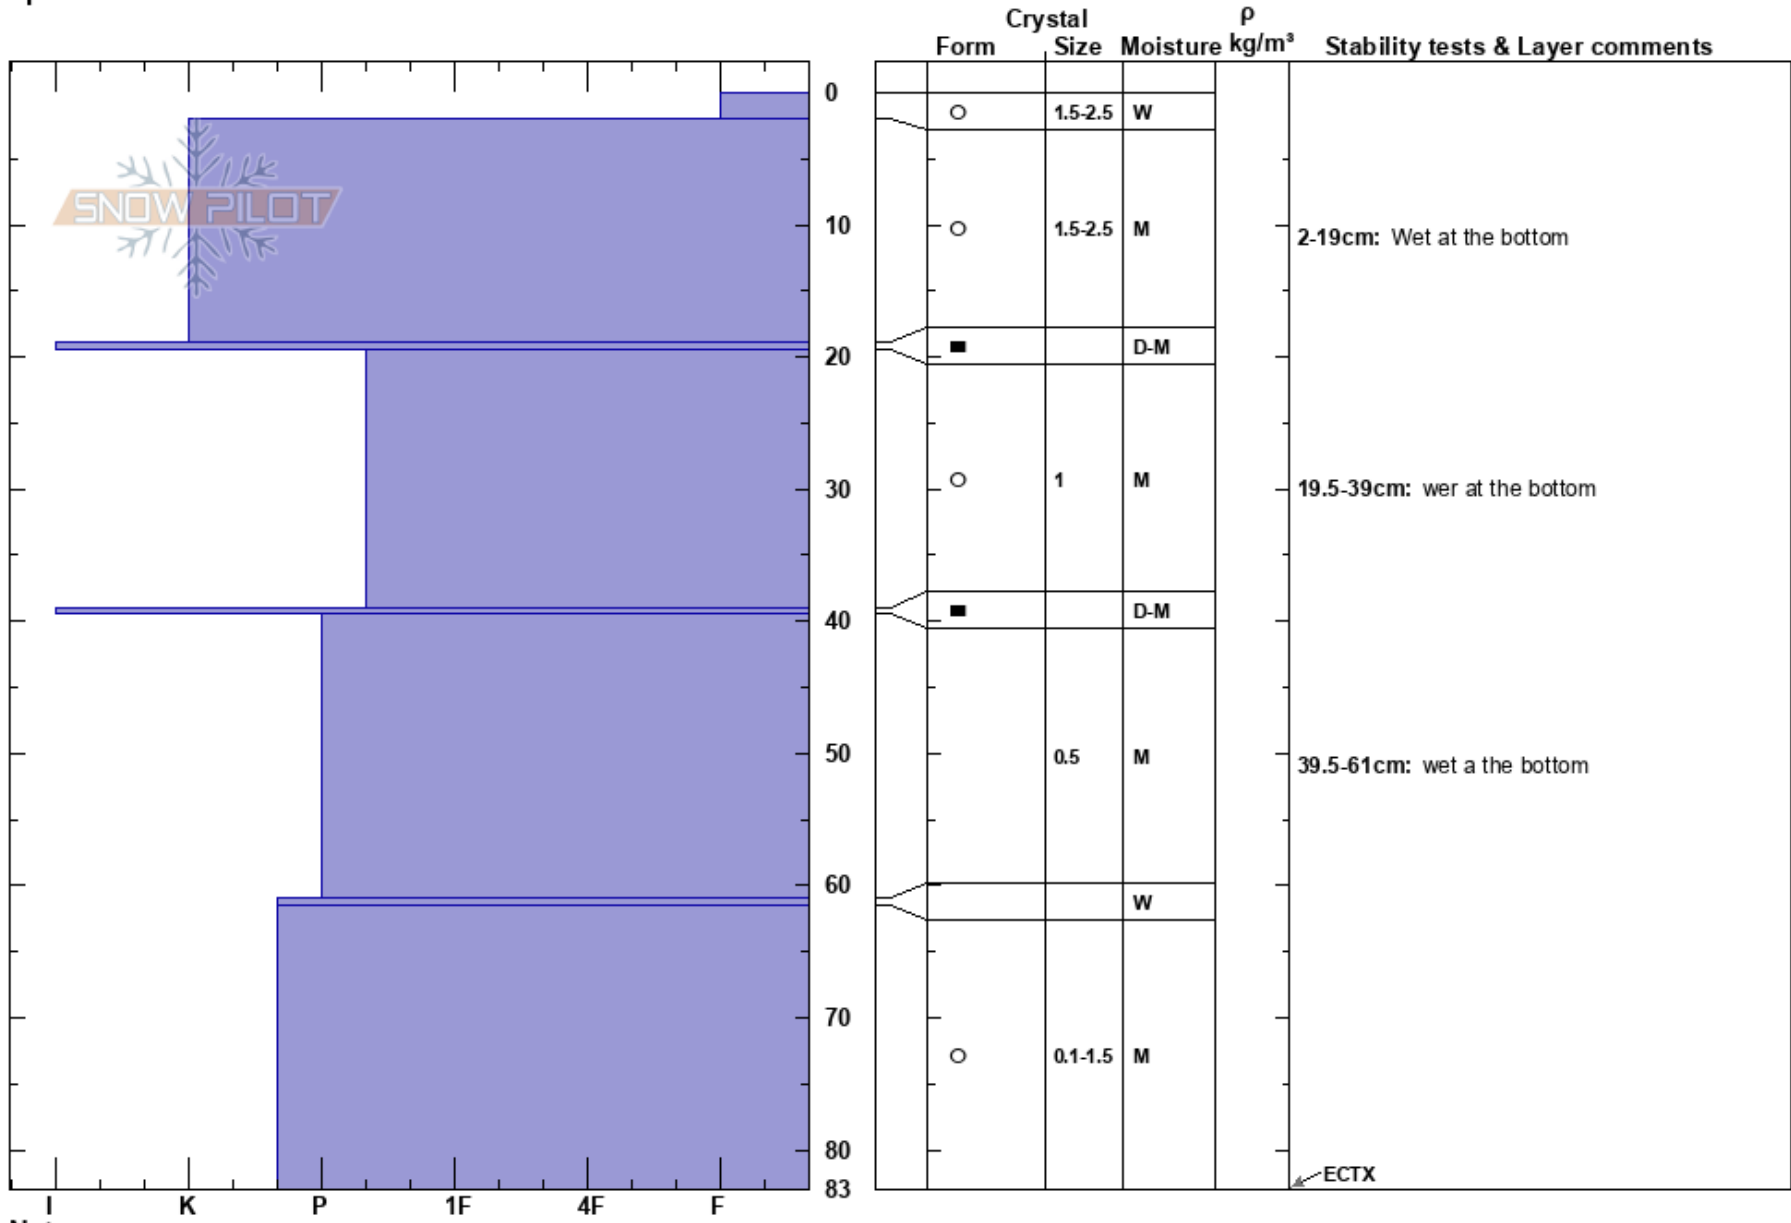 Crystal
ρ
Form Size Moisture kg/m³ Stability tests & Layer comments
0
1.5-2.5 W
SNOW PILOT
10
1.5-2.5 M
2-19cm: Wet at the bottom
20
D-M
30
1 M
19.5-39cm: wer at the bottom
40
D-M
50
0.5 M
39.5-61cm: wet a the bottom
60
W
70
0.1-1.5 M
80
ECTX
83
I K P 1F 4F F